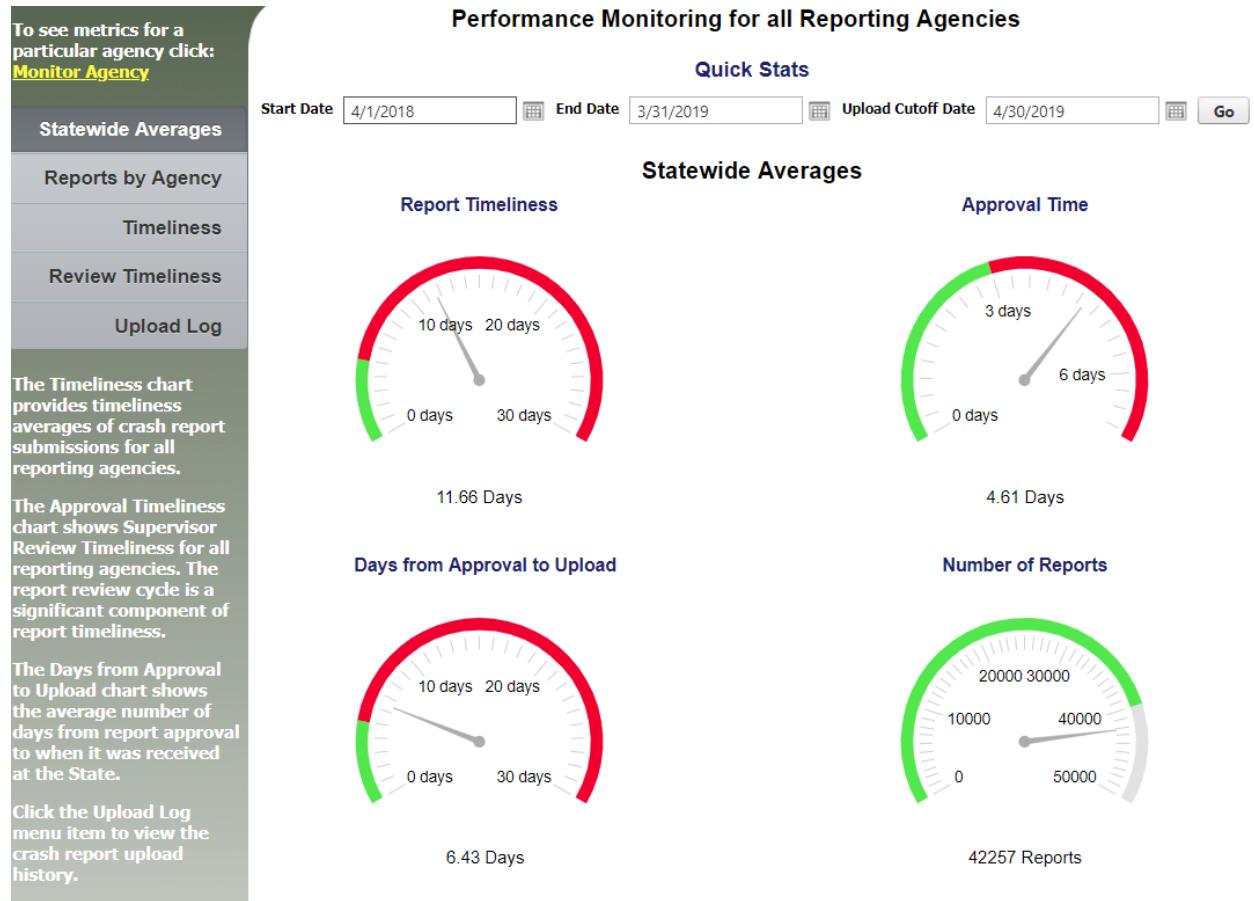 To see metrics for a
particular agency click:
Monitor Agency
Statewide Averages
Reports by Agency
Timeliness
Review Timeliness
Upload Log
The Timeliness chart
provides timeliness
averages of crash report
submissions for all
reporting agencies.
The Approval Timeliness
chart shows Supervisor
Review Timeliness for all
reporting agencies. The
report review cycle is a
significant component of
report timeliness.
The Days from Approval
to Upload chart shows
the average number of
days from report approval
to when it was received
at the State.
Click the Upload Log
menu item to view the
crash report upload
history.
Performance Monitoring for all Reporting Agencies
Quick Stats
Start Date 4/1/2018 End Date 3/31/2019 Upload Cutoff Date 4/30/2019 Go
Statewide Averages
Report Timeliness
10 days 20 days
0 days 30 days
11.66 Days
Approval Time
3 days
6 days
0 days
4.61 Days
Days from Approval to Upload
10 days 20 days
0 days 30 days
6.43 Days
Number of Reports
20000 30000
10000 40000
0 50000
42257 Reports